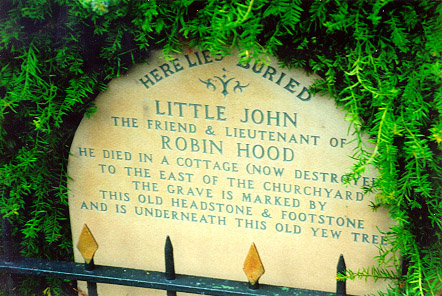 HERE LIES BURIED
LITTLE JOHN
THE FRIEND & LIEUTENANT OF
ROBIN HOOD
HE DIED IN A COTTAGE (NOW DESTROYED)
TO THE EAST OF THE CHURCHYARD
THE GRAVE IS MARKED BY
THIS OLD HEADSTONE & FOOTSTONE
AND IS UNDERNEATH THIS OLD YEW TREE